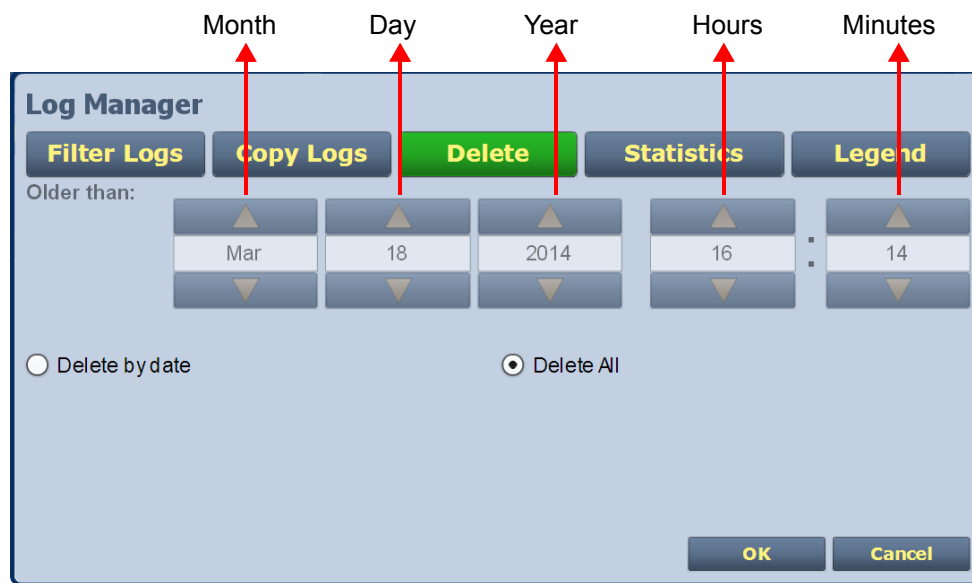 Month Day Year Hours Minutes
Log Manager
Filter Logs Copy Logs Delete Statistics Legend
Older than:
Mar 18 2014 16 : 14
Delete by date Delete All
OK Cancel